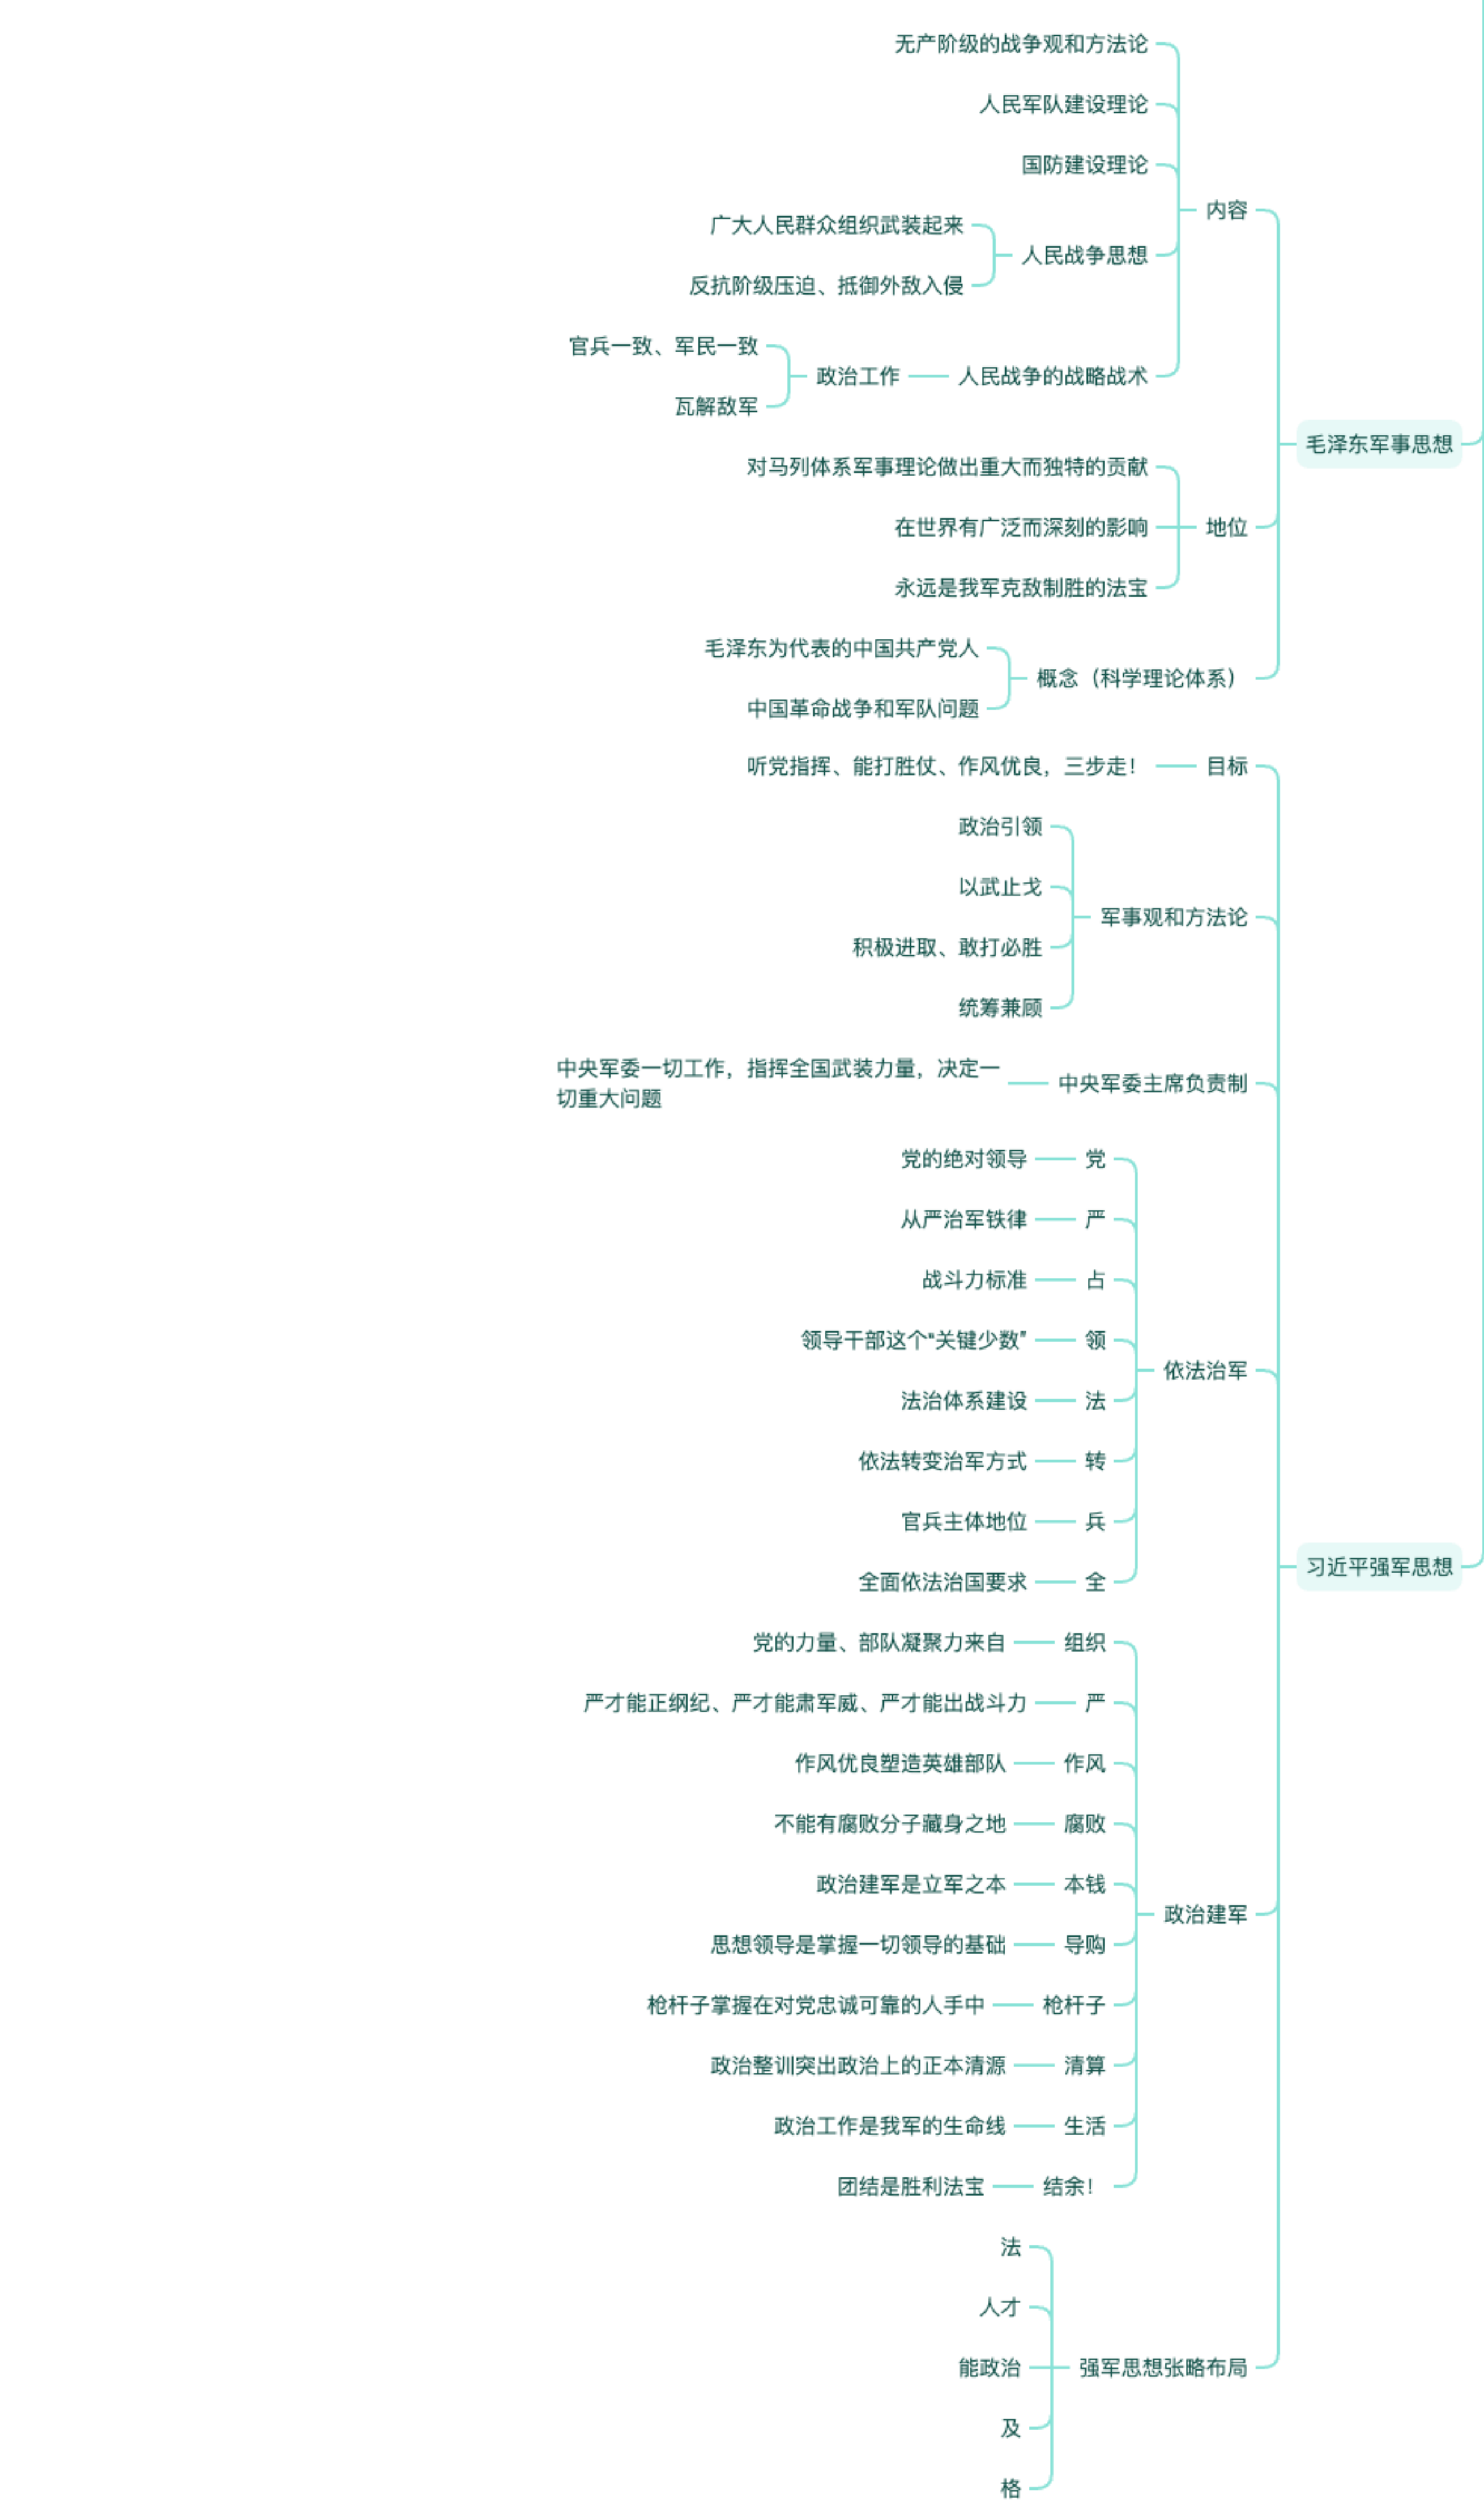 无产阶级的战争观和方法论
人民军队建设理论
国防建设理论
内容
广大人民群众组织武装起来
人民战争思想
反抗阶级压迫、抵御外敌入侵
官兵一致、军民一致
政治工作
人民战争的战略战术
瓦解敌军
毛泽东军事思想
对马列体系军事理论做出重大而独特的贡献
在世界有广泛而深刻的影响
地位
永远是我军克敌制胜的法宝
毛泽东为代表的中国共产党人
概念（科学理论体系）
中国革命战争和军队问题
听党指挥、能打胜仗、作风优良，三步走！
目标
政治引领
以武止戈
军事观和方法论
积极进取、敢打必胜
统筹兼顾
中央军委一切工作，指挥全国武装力量，决定一
切重大问题
中央军委主席负责制
党的绝对领导
党
从严治军铁律
严
战斗力标准
占
领导干部这个“关键少数”
领
依法治军
法治体系建设
法
依法转变治军方式
转
官兵主体地位
兵
习近平强军思想
全面依法治国要求
全
党的力量、部队凝聚力来自
组织
严才能正纲纪、严才能肃军威、严才能出战斗力
严
作风优良塑造英雄部队
作风
不能有腐败分子藏身之地
腐败
政治建军是立军之本
本钱
政治建军
思想领导是掌握一切领导的基础
导购
枪杆子掌握在对党忠诚可靠的人手中
枪杆子
政治整训突出政治上的正本清源
清算
政治工作是我军的生命线
生活
团结是胜利法宝
结余！
法
人才
能政治
强军思想张略布局
及
格